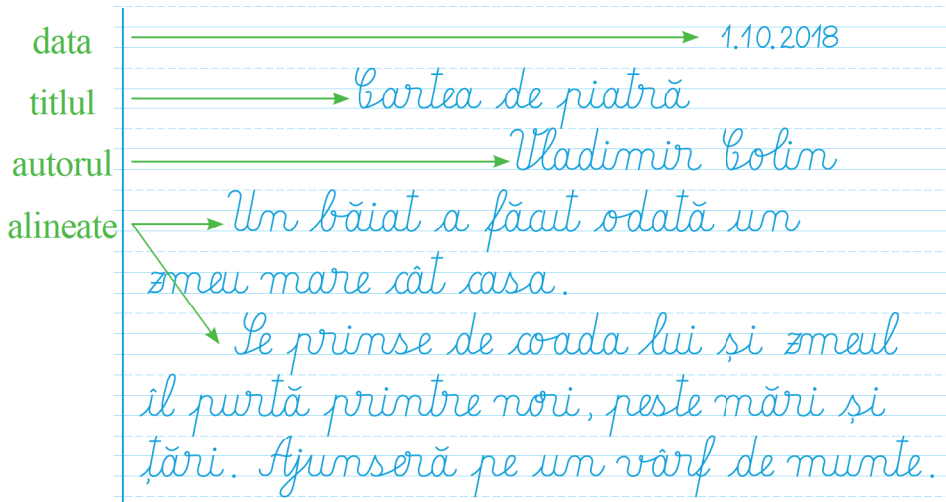 data 1.10.2018
titlul Cartea de piatră
autorul Vladimir Colin
alineate Un băiat a făcut odată un
zmeu mare cât casa.
Se prinse de coada lui și zmeul
îl purtă printre nori, peste mări și
țări. Ajunseră pe un vârf de munte.